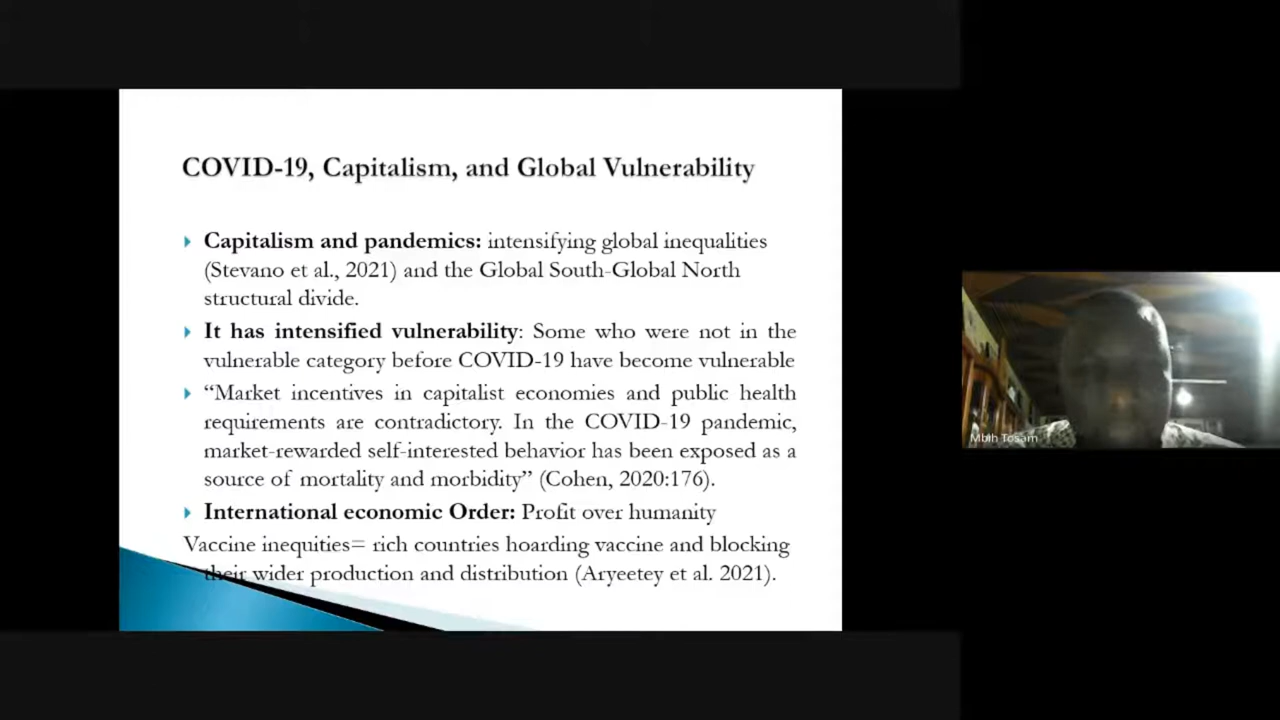 COVID-19, Capitalism, and Global Vulnerability
Capitalism and pandemics: intensifying global inequalities
(Stevano et al., 2021) and the Global South-Global North
structural divide.
It has intensified vulnerability: Some who were not in the
vulnerable category before COVID-19 have become vulnerable
“Market incentives in capitalist economies and public health
requirements are contradictory. In the COVID-19 pandemic,
market-rewarded self-interested behavior has been exposed as a
source of mortality and morbidity” (Cohen, 2020:176).
International economic Order: Profit over humanity
Vaccine inequities= rich countries hoarding vaccine and blocking
their wider production and distribution (Aryeetey et al. 2021).
Mbih Tosam